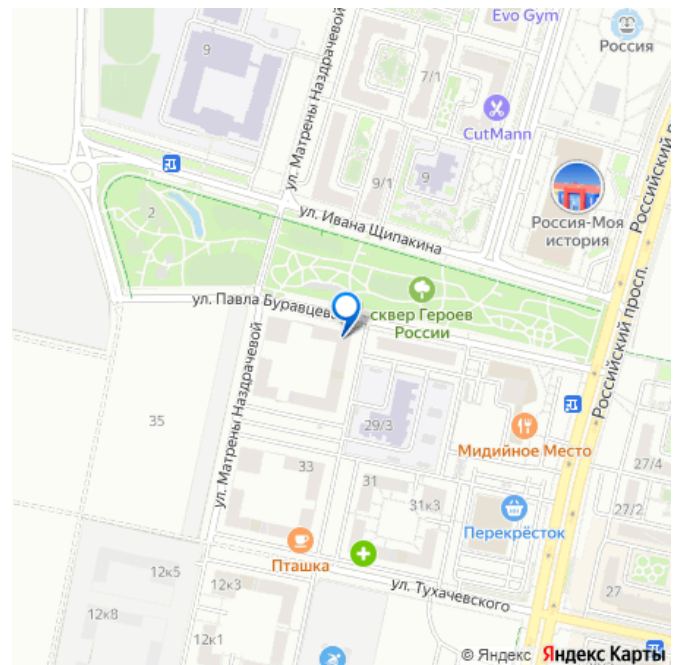 Evo Gym
Россия
9
7/1
CutMann
ул. Матрены Наздрачевой
9/1
9
Россия-Моя
история
Российский
2
ул. Ивана Щипакина
сквер Героев
России
ул. Павла Буравцева
Российский просп.
ул. Матрены Наздрачевой
35
29/3
Мидийное Место
33
31
31к3
27/4
27/2
Перекрёсток
Пташка
12к5
12к3
ул. Тухачевского
27
12к8
12к1
© Яндекс Яндекс Карты